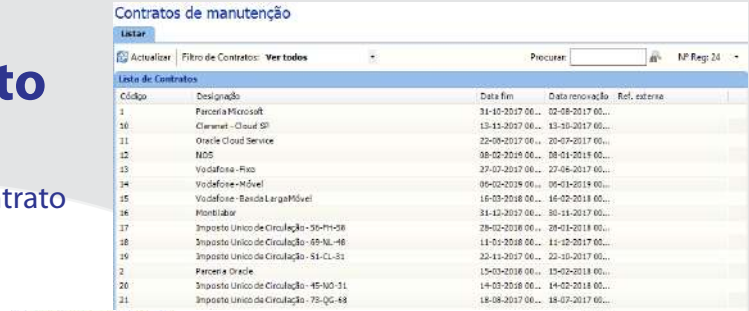 Contratos de manutenção
Listar
Actualizar Filtro de Contratos: Ver todos Procurar: Nº Reg: 24
Lista de Contratos
to
ntrato
Código Designação Data fim Data renovação Ref. externa
1 Parceria Microsoft 31-10-2017 00... 02-08-2017 00...
10 Claranet - Cloud SP 13-11-2017 00... 13-10-2017 00...
11 Oracle Cloud Service 22-08-2017 00... 20-07-2017 00...
12 NOS 08-02-2019 00... 08-01-2019 00...
13 Vodafone - Fixo 27-07-2017 00... 27-06-2017 00...
14 Vodafone - Móvel 06-02-2019 00... 06-01-2019 00...
15 Vodafone - Banda Larga Móvel 16-03-2018 00... 16-02-2018 00...
16 Montilabor 31-12-2017 00... 30-11-2017 00...
17 Imposto Unico de Circulação - 56-FH-58 28-02-2018 00... 28-01-2018 00...
18 Imposto Unico de Circulação - 69-NL-48 11-01-2018 00... 11-12-2017 00...
19 Imposto Unico de Circulação - 51-CL-31 22-11-2017 00... 22-10-2017 00...
2 Parceria Oracle 15-03-2018 00... 15-02-2018 00...
20 Imposto Unico de Circulação - 45-NO-31 14-03-2018 00... 14-02-2018 00...
21 Imposto Unico de Circulação - 73-QG-68 18-08-2017 00... 18-07-2017 00...